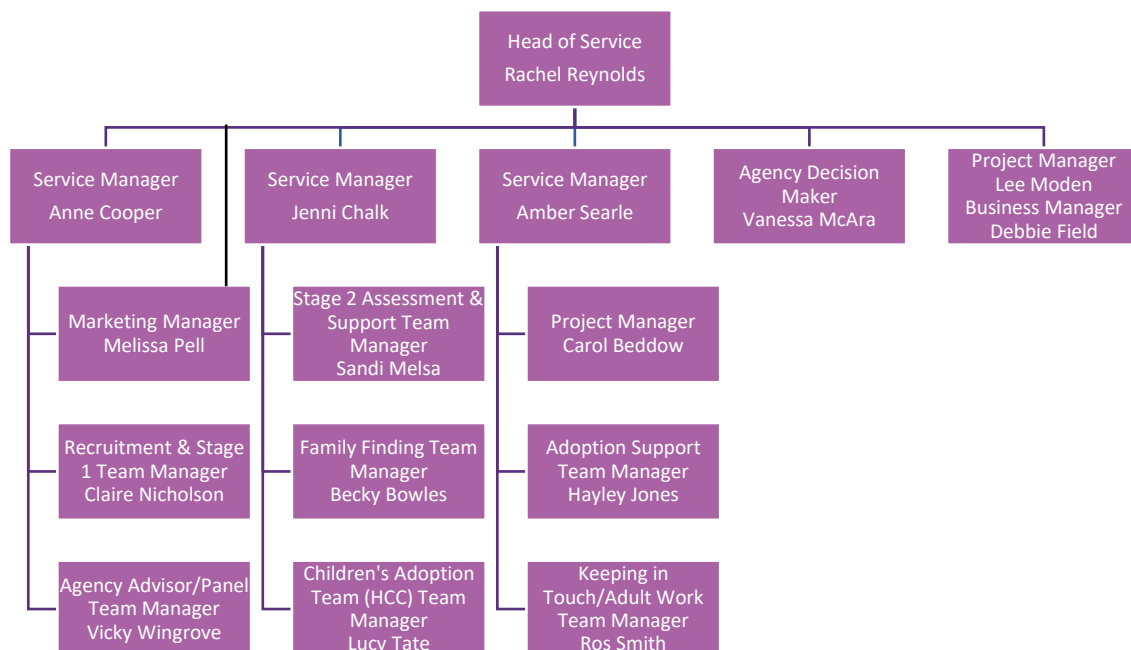 Head of Service
Rachel Reynolds
Service Manager
Anne Cooper
Service Manager
Jenni Chalk
Service Manager
Amber Searle
Agency Decision
Maker
Vanessa McAra
Project Manager
Lee Moden
Business Manager
Debbie Field
Marketing Manager
Melissa Pell
Stage 2 Assessment &
Support Team
Manager
Sandi Melsa
Project Manager
Carol Beddow
Recruitment & Stage
1 Team Manager
Claire Nicholson
Family Finding Team
Manager
Becky Bowles
Adoption Support
Team Manager
Hayley Jones
Agency Advisor/Panel
Team Manager
Vicky Wingrove
Children's Adoption
Team (HCC) Team
Manager
Lucy Tate
Keeping in
Touch/Adult Work
Team Manager
Ros Smith